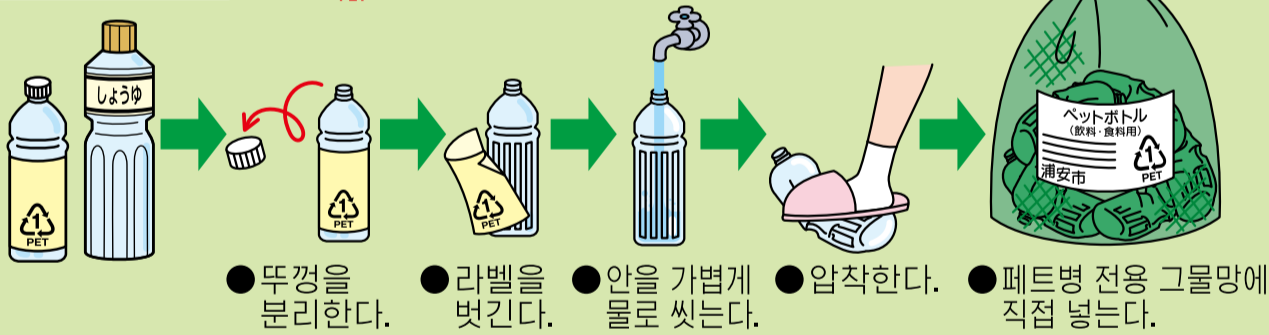 しょうゆ
1
PET
1
PET
1
PET
ペットボトル
(飲料・食料用)
1
PET
浦安市
●뚜껑을
분리한다.
●라벨을
벗긴다.
●안을 가볍게
물로 씻는다.
●압착한다.
●페트병 전용 그물망에
직접 넣는다.